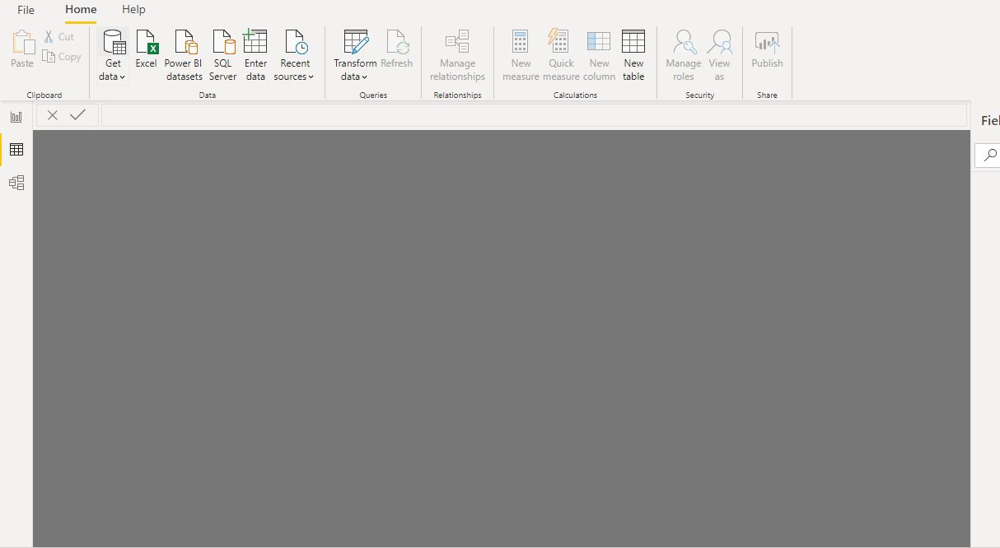 File Home Help
Paste
Cut
Copy
Clipboard
Get
data
Excel
Power BI
datasets
SQL
Server
Enter
data
Recent
sources
Data
Transform
data
Refresh
Queries
Manage
relationships
Relationships
New
measure
Quick
measure
New
column
New
table
Calculations
Manage
roles
View
as
Security
Publish
Share
Fiel